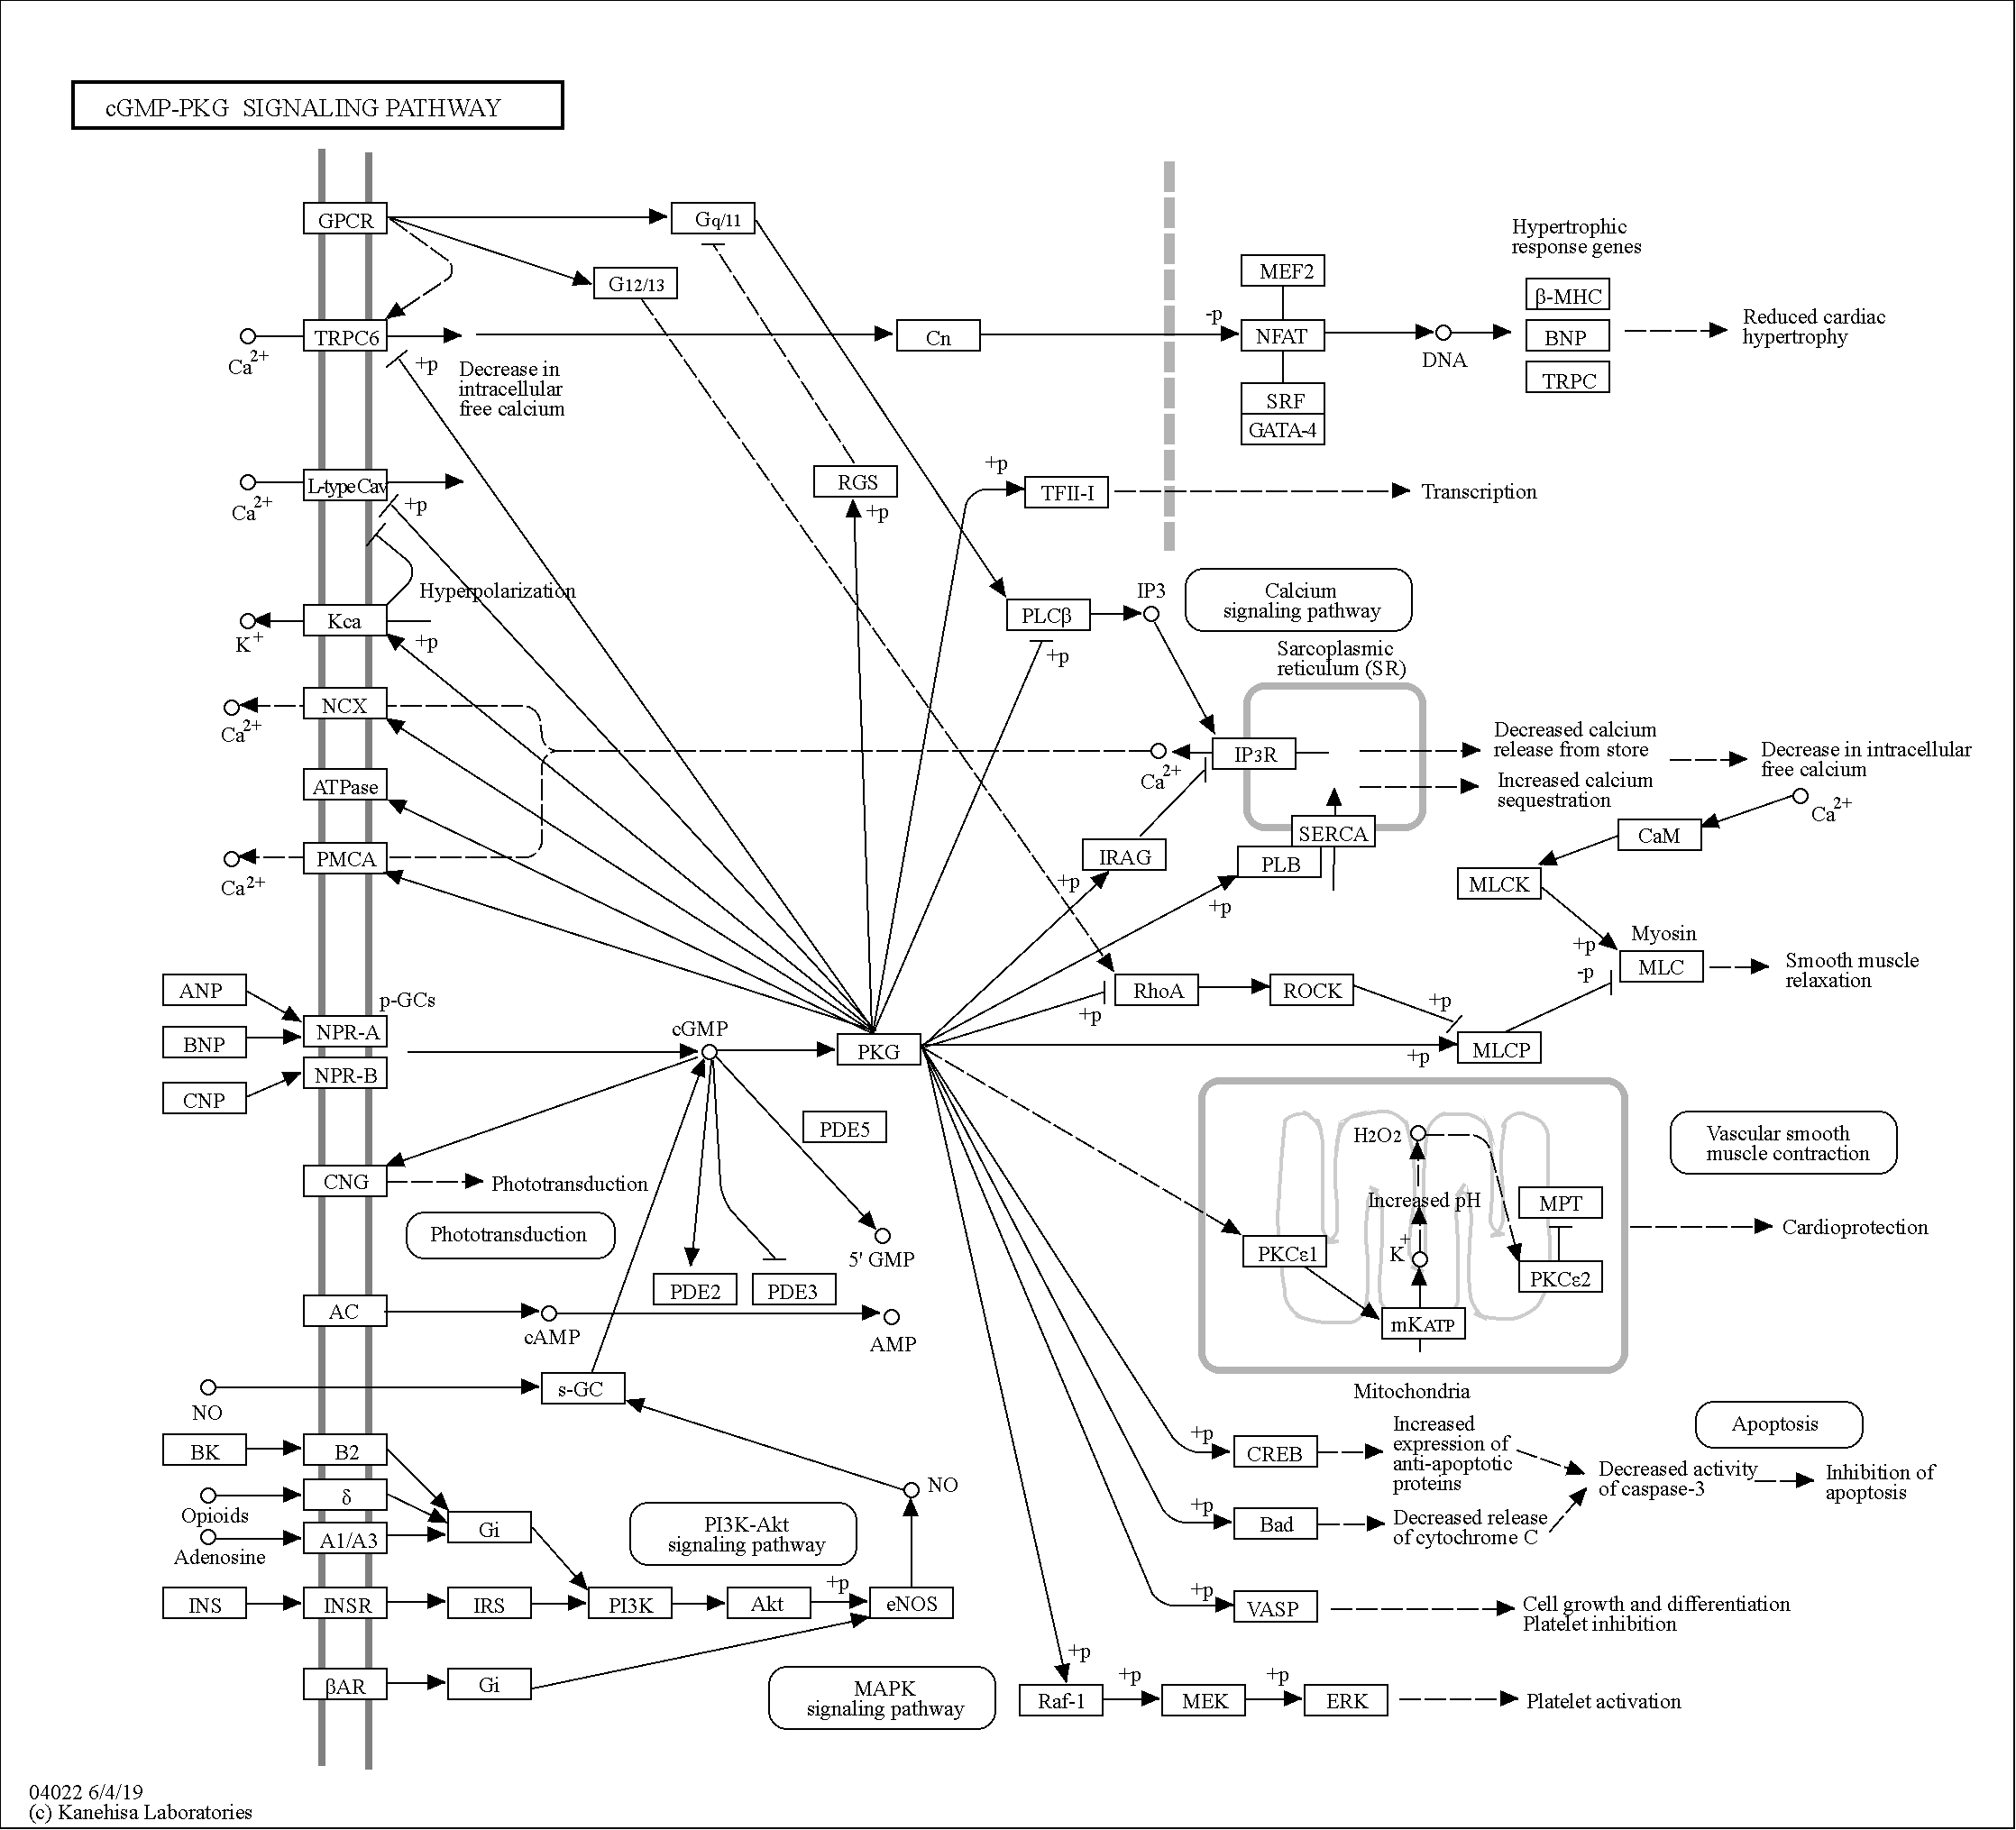 cGMP-PKG SIGNALING PATHWAY
GPCR
Gq/11
G12/13
Hypertrophic
response genes
MEF2
β-MHC
TRPC6
Ca2+
+p
Decrease in
intracellular
free calcium
Cn
-p
NFAT
DNA
BNP
Reduced cardiac
hypertrophy
TRPC
SRF
GATA-4
L-type Cav
Ca2+
+p
RGS
+p
+p
TFII-I
Transcription
Hyperpolarization
Kca
K+
+p
PLCβ
+p
IP3
Calcium
signaling pathway
Sarcoplasmic
reticulum (SR)
NCX
Ca2+
Ca2+
IP3R
Decreased calcium
release from store
Increased calcium
sequestration
Decrease in intracellular
free calcium
Ca2+
ATPase
SERCA
CaM
PMCA
Ca2+
IRAG
+p
PLB
+p
MLCK
+p
Myosin
-p
MLC
Smooth muscle
relaxation
ANP
BNP
CNP
p-GCs
NPR-A
NPR-B
cGMP
PKG
RhoA
+p
ROCK
+p
MLCP
+p
PDE5
CNG
Phototransduction
Phototransduction
5' GMP
PDE2
PDE3
H2O2
Increased pH
K+
MPT
PKCε1
PKCε2
mKATP
Mitochondria
Vascular smooth
muscle contraction
Cardioprotection
AC
cAMP
AMP
NO
s-GC
BK
B2
Opioids
δ
Adenosine
A1/A3
Gi
NO
PI3K-Akt
signaling pathway
INS
INSR
IRS
PI3K
Akt
+p
eNOS
βAR
Gi
MAPK
signaling pathway
+p
CREB
Increased
expression of
anti-apoptotic
proteins
Apoptosis
Decreased activity
of caspase-3
Inhibition of
apoptosis
+p
Bad
Decreased release
of cytochrome C
+p
VASP
Cell growth and differentiation
Platelet inhibition
+p
Raf-1
+p
MEK
+p
ERK
Platelet activation
04022 6/4/19
(c) Kanehisa Laboratories